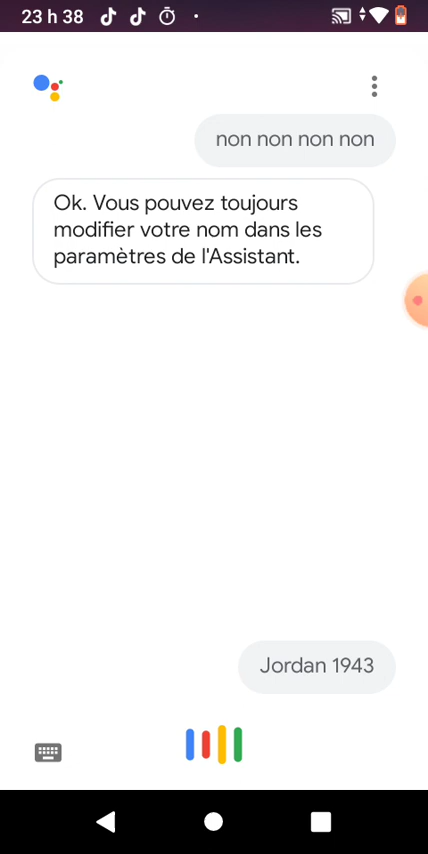 23 h 38
non non non non
Ok. Vous pouvez toujours
modifier votre nom dans les
paramètres de l'Assistant.
Jordan 1943